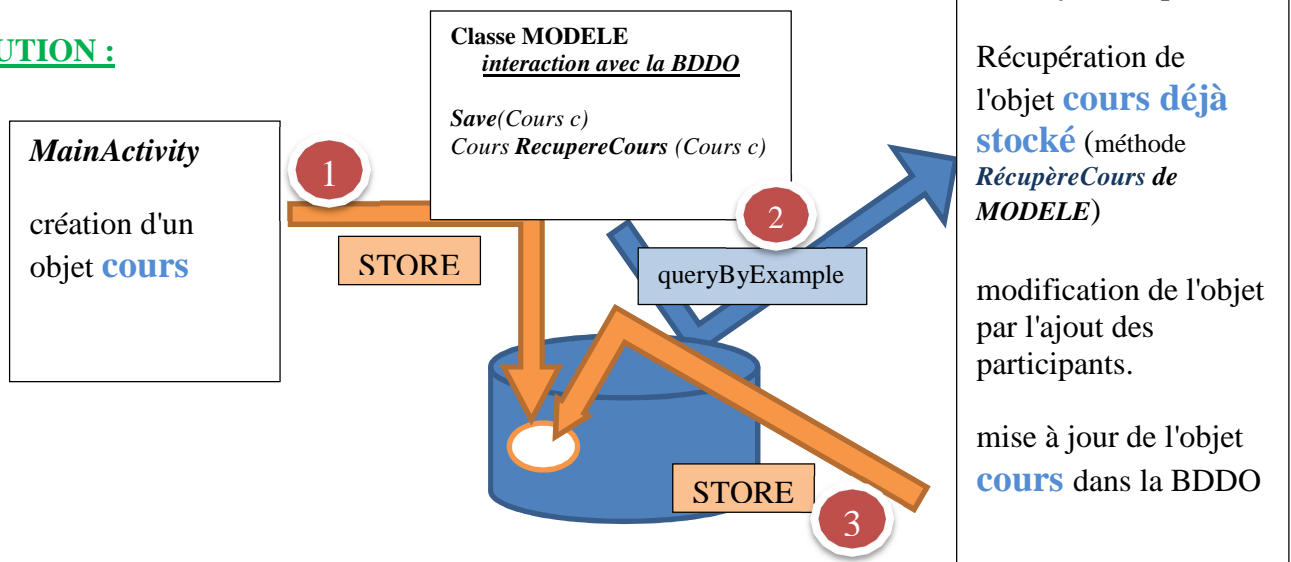 UTION :
MainActivity
création d'un
objet cours
1
STORE
Classe MODELE
interaction avec la BDDO
Save(Cours c)
Cours RecupereCours (Cours c)
2
queryByExample
STORE
3
Récupération de
l'objet cours déjà
stocké (méthode
RécupèreCours de
MODELE)
modification de l'objet
par l'ajout des
participants.
mise à jour de l'objet
cours dans la BDDO